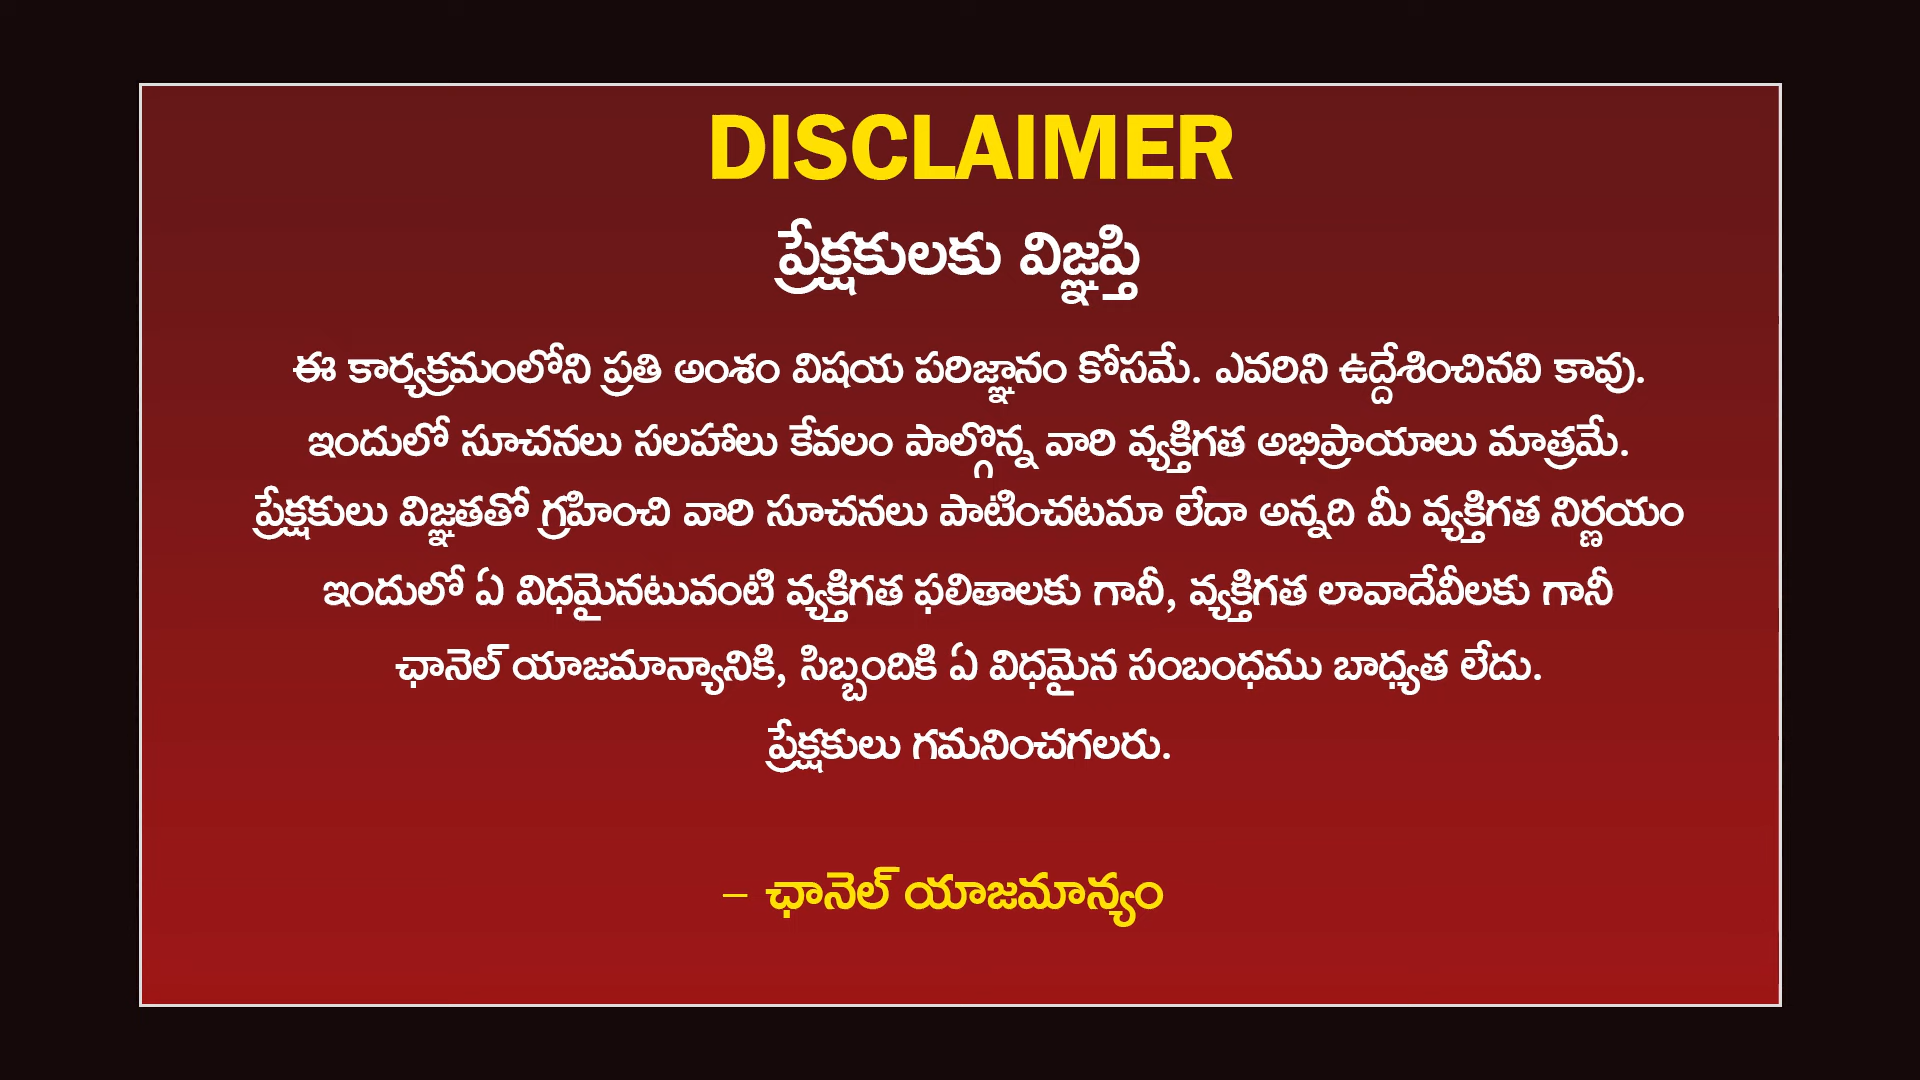 DISCLAIMER
ప్రేక్షకులకు విజ్ఞప్తి
ఈ కార్యక్రమంలోని ప్రతి అంశం విషయ పరిజ్ఞానం కోసమే. ఎవరిని ఉద్దేశించినవి కావు.
ఇందులో సూచనలు సలహాలు కేవలం పాల్గొన్న వారి వ్యక్తిగత అభిప్రాయాలు మాత్రమే.
ప్రేక్షకులు విజ్ఞతతో గ్రహించి వారి సూచనలు పాటించటమా లేదా అన్నది మీ వ్యక్తిగత నిర్ణయం
ఇందులో ఏ విధమైనటువంటి వ్యక్తిగత ఫలితాలకు గానీ, వ్యక్తిగత లావాదేవీలకు గానీ
ఛానెల్ యాజమాన్యానికి, సిబ్బందికి ఏ విధమైన సంబంధము బాధ్యత లేదు.
ప్రేక్షకులు గమనించగలరు.
– ఛానెల్ యాజమాన్యం